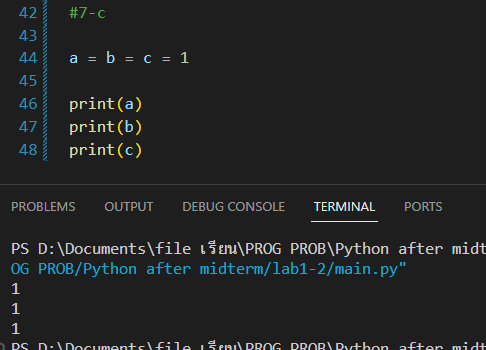 42 #7-c
43
44 a = b = c = 1
45
46 print(a)
47 print(b)
48 print(c)
PROBLEMS OUTPUT DEBUG CONSOLE TERMINAL PORTS
PS D:\Documents\file เรียน\PROG PROB\Python after midt
OG PROB/Python after midterm/lab1-2/main.py"
1
1
1
PS D:\Documents\file เรียน\PROG PROB\Python after midt